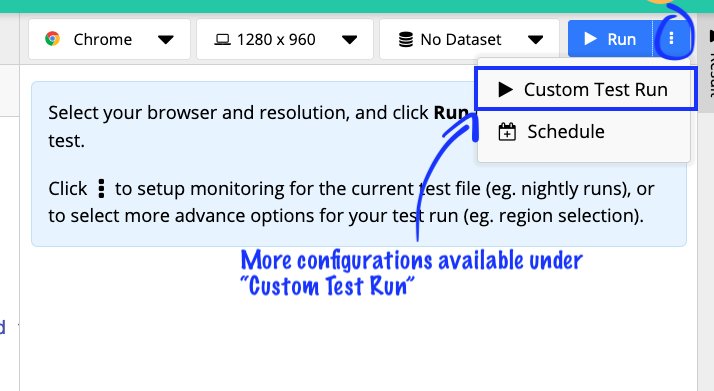 Chrome
1280 x 960
No Dataset
Run
Custom Test Run
Schedule
Select your browser and resolution, and click Run
test.
Click to setup monitoring for the current test file (eg. nightly runs), or
to select more advance options for your test run (eg. region selection).
More configurations available under
“Custom Test Run”